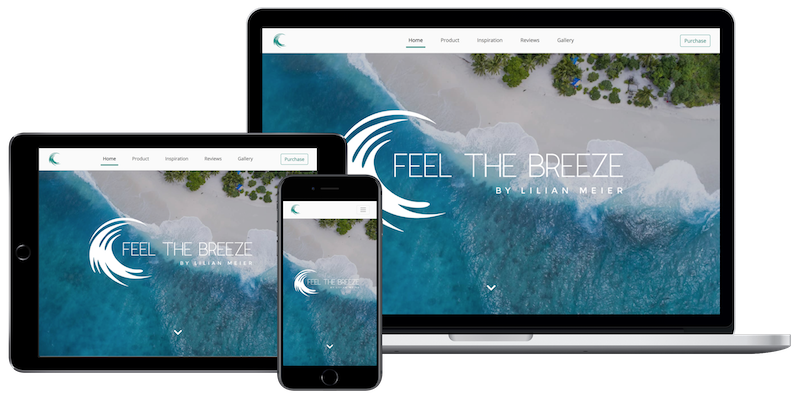 Home Product Inspiration Reviews Gallery Purchase
FEEL THE BREEZE
BY LILIAN MEIER
Home Product Inspiration Reviews Gallery Purchase
FEEL THE BREEZE
BY LILIAN MEIER
FEEL THE BREEZE
BY LILIAN MEIER